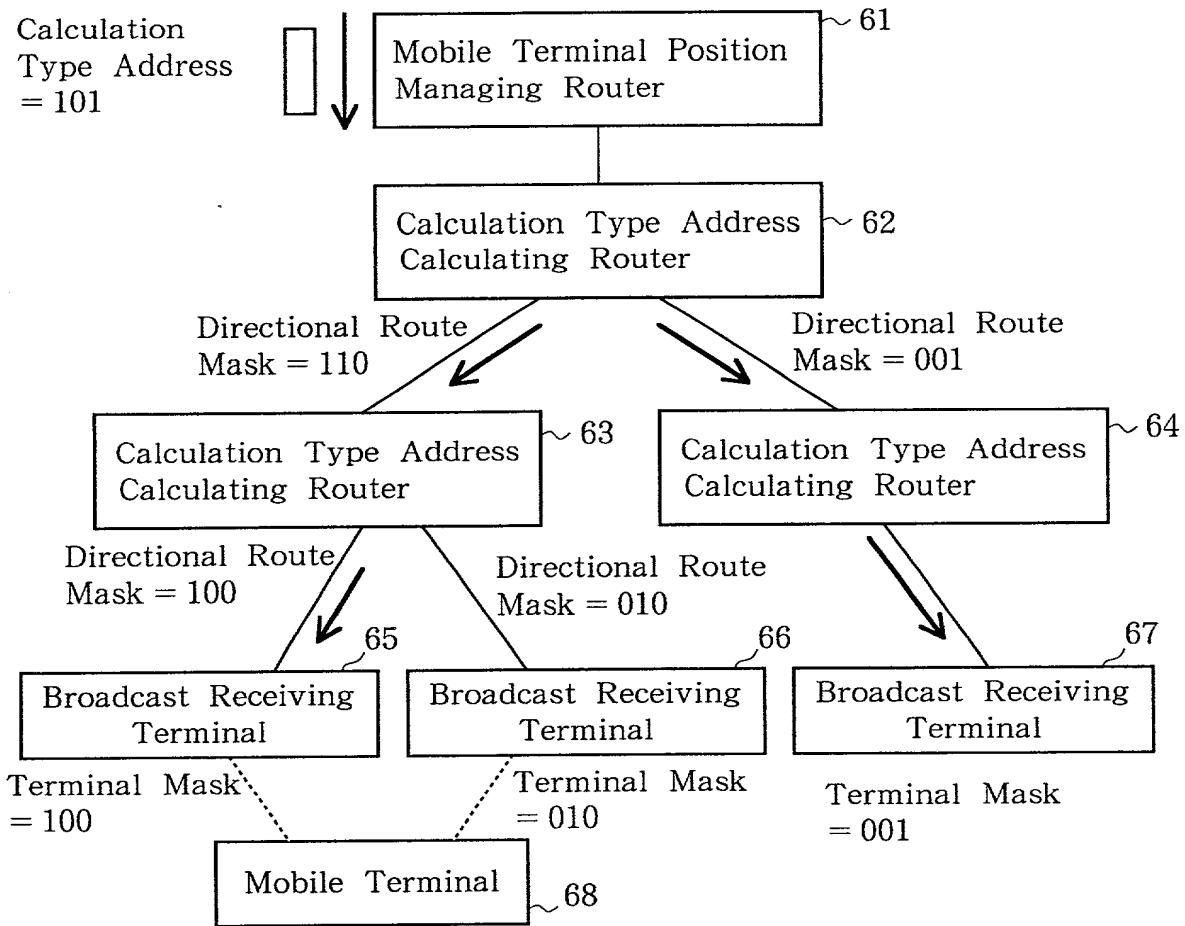 Calculation
Type Address
= 101
61
Mobile Terminal Position
Managing Router
Calculation Type Address
Calculating Router
62
Directional Route
Mask = 110
Directional Route
Mask = 001
Calculation Type Address
Calculating Router
63
Calculation Type Address
Calculating Router
64
Directional Route
Mask = 100
Directional Route
Mask = 010
65
Broadcast Receiving
Terminal
66
Broadcast Receiving
Terminal
67
Broadcast Receiving
Terminal
Terminal Mask
= 100
Terminal Mask
= 010
Terminal Mask
= 001
Mobile Terminal
68